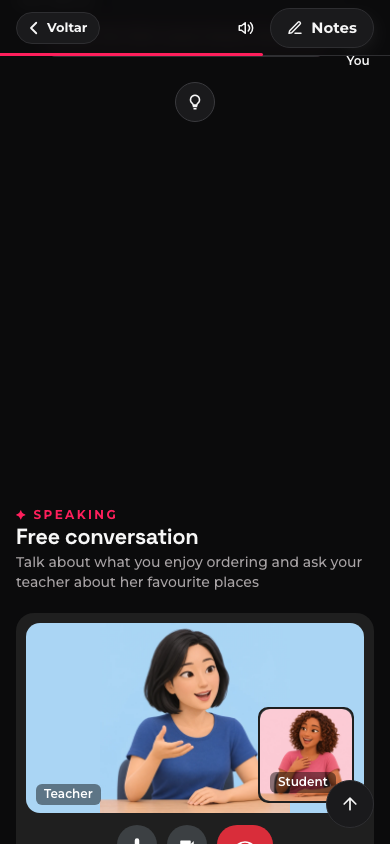 Voltar
Notes
You
SPEAKING
Free conversation
Talk about what you enjoy ordering and ask your
teacher about her favourite places
Teacher
Student